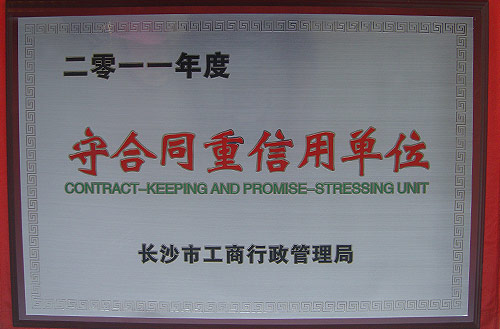 二零一一年度
守合同重信用单位
CONTRACT-KEEPING AND PROMISE-STRESSING UNIT
长沙市工商行政管理局